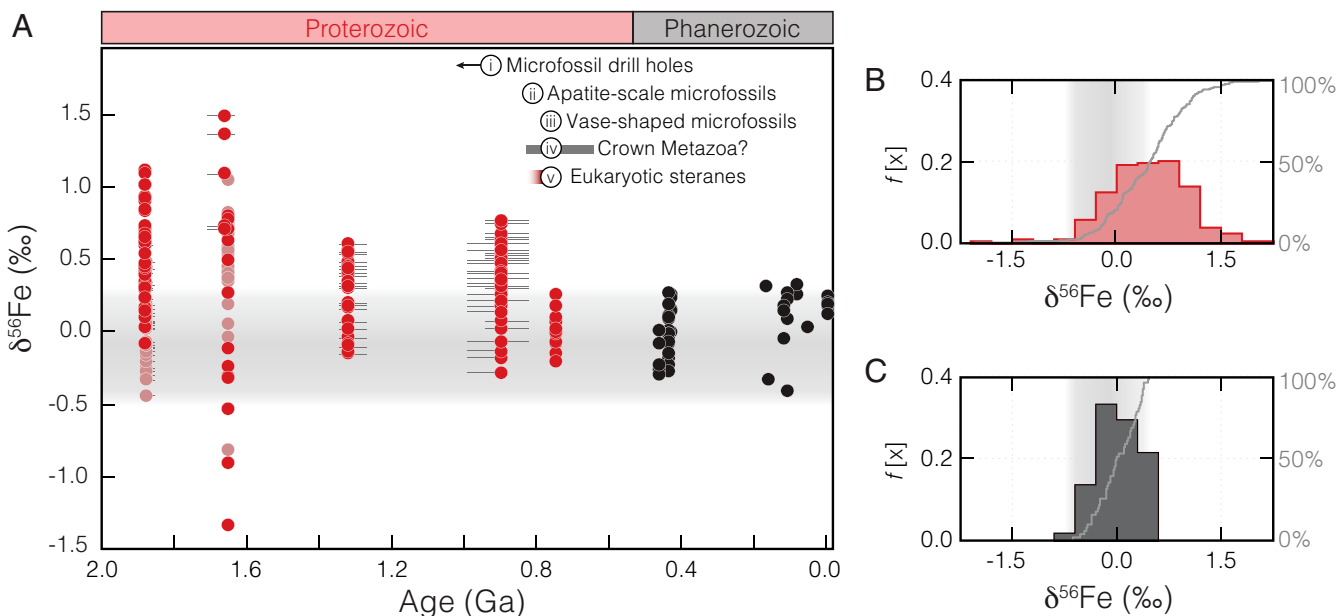 A
Proterozoic
Phanerozoic
i Microfossil drill holes
ii Apatite-scale microfossils
iii Vase-shaped microfossils
iv Crown Metazoa?
v Eukaryotic steranes
1.5
1.0
0.5
0.0
-0.5
-1.0
-1.5
δ⁵⁶Fe (‰)
2.0 1.6 1.2 0.8 0.4 0.0
Age (Ga)
B
0.4
0.2
0.0
f [x]
100%
50%
0%
-1.5 0.0 1.5
δ⁵⁶Fe (‰)
C
0.4
0.2
0.0
f [x]
100%
50%
0%
-1.5 0.0 1.5
δ⁵⁶Fe (‰)